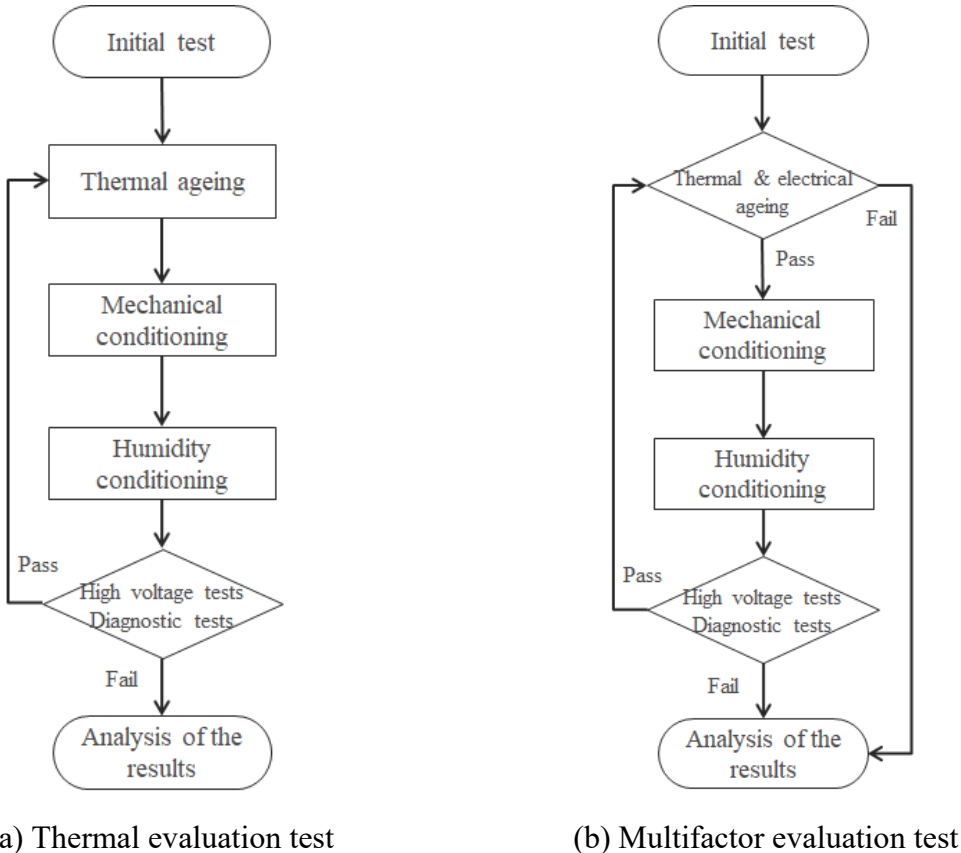 Initial test
Thermal ageing
Mechanical
conditioning
Humidity
conditioning
Pass
High voltage tests
Diagnostic tests
Fail
Analysis of the
results
a) Thermal evaluation test
Initial test
Thermal & electrical
ageing
Fail
Pass
Mechanical
conditioning
Humidity
conditioning
Pass
High voltage tests
Diagnostic tests
Fail
Analysis of the
results
(b) Multifactor evaluation test